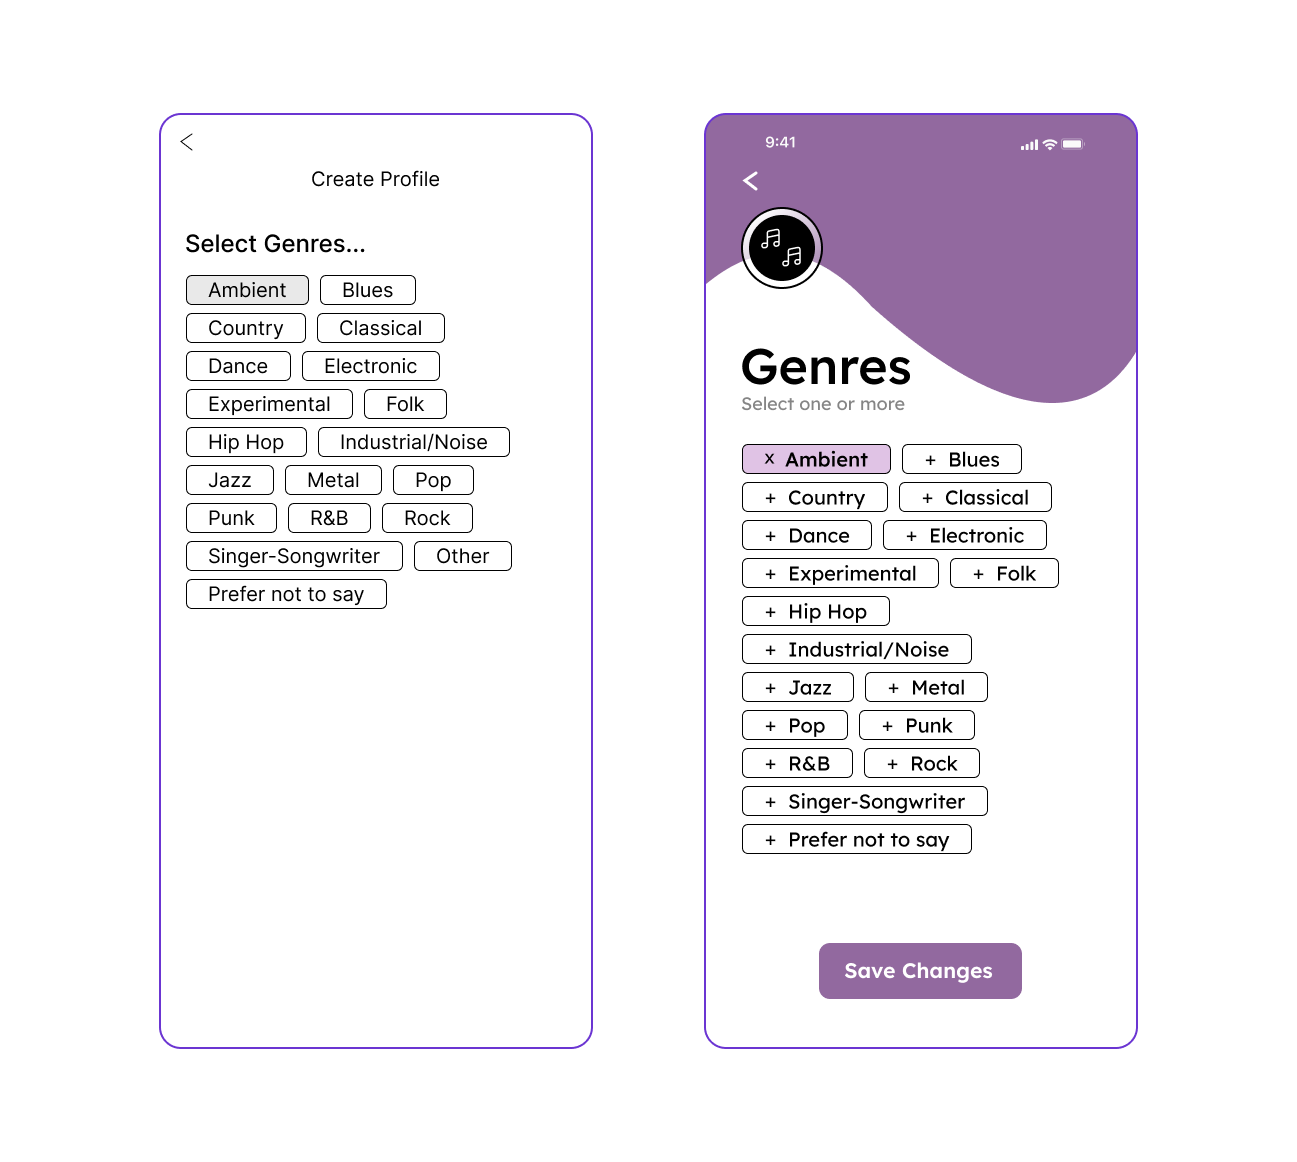 Create Profile
Select Genres...
Ambient Blues
Country Classical
Dance Electronic
Experimental Folk
Hip Hop Industrial/Noise
Jazz Metal Pop
Punk R&B Rock
Singer-Songwriter Other
Prefer not to say
9:41
Genres
Select one or more
x Ambient + Blues
+ Country + Classical
+ Dance + Electronic
+ Experimental + Folk
+ Hip Hop
+ Industrial/Noise
+ Jazz + Metal
+ Pop + Punk
+ R&B + Rock
+ Singer-Songwriter
+ Prefer not to say
Save Changes